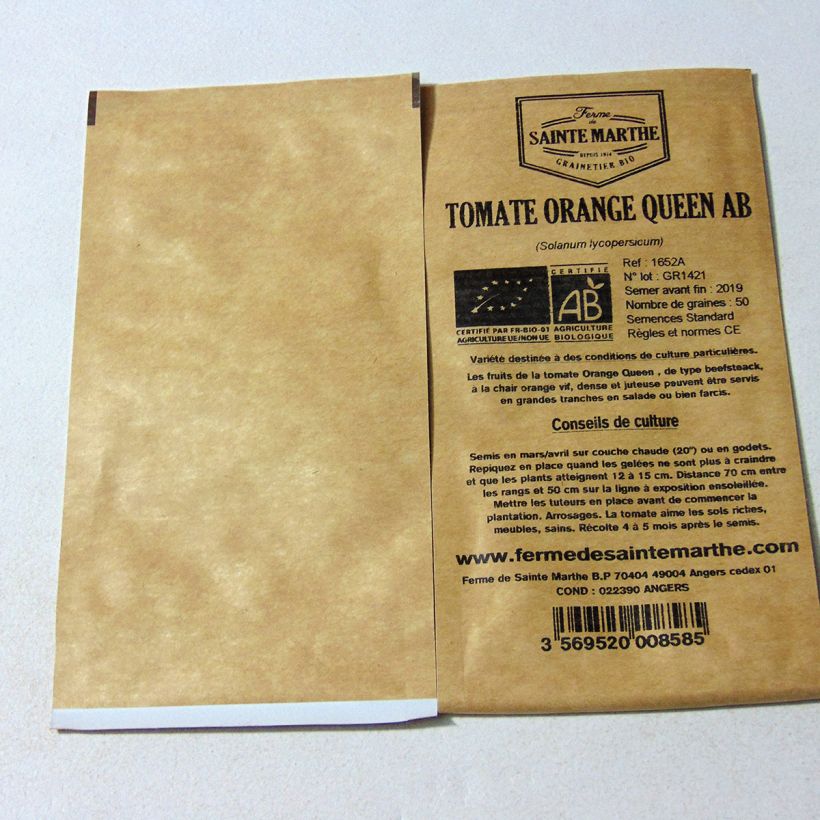 Ferme
de
SAINTE MARTHE
DEPUIS 1914
GRAINETIER BIO
TOMATE ORANGE QUEEN AB
(Solanum lycopersicum)
CERTIFIÉ
AB
CERTIFIÉ PAR FR-BIO-01
AGRICULTURE UE/NON UE
AGRICULTURE
BIOLOGIQUE
Ref : 1652A
N° lot : GR1421
Semer avant fin : 2019
Nombre de graines : 50
Semences Standard
Règles et normes CE
Variété destinée à des conditions de culture particulières.
Les fruits de la tomate Orange Queen , de type beefsteack,
à la chair orange vif, dense et juteuse peuvent être servis
en grandes tranches en salade ou bien farcis.
Conseils de culture
Semis en mars/avril sur couche chaude (20°) ou en godets.
Repiquez en place quand les gelées ne sont plus à craindre
et que les plants atteignent 12 à 15 cm. Distance 70 cm entre
les rangs et 50 cm sur la ligne à exposition ensoleillée.
Mettre les tuteurs en place avant de commencer la
plantation. Arrosages. La tomate aime les sols riches,
meubles, sains. Récolte 4 à 5 mois après le semis.
www.fermedesaintemarthe.com
Ferme de Sainte Marthe B.P 70404 49004 Angers cedex 01
COND : 022390 ANGERS
3 569520 008585